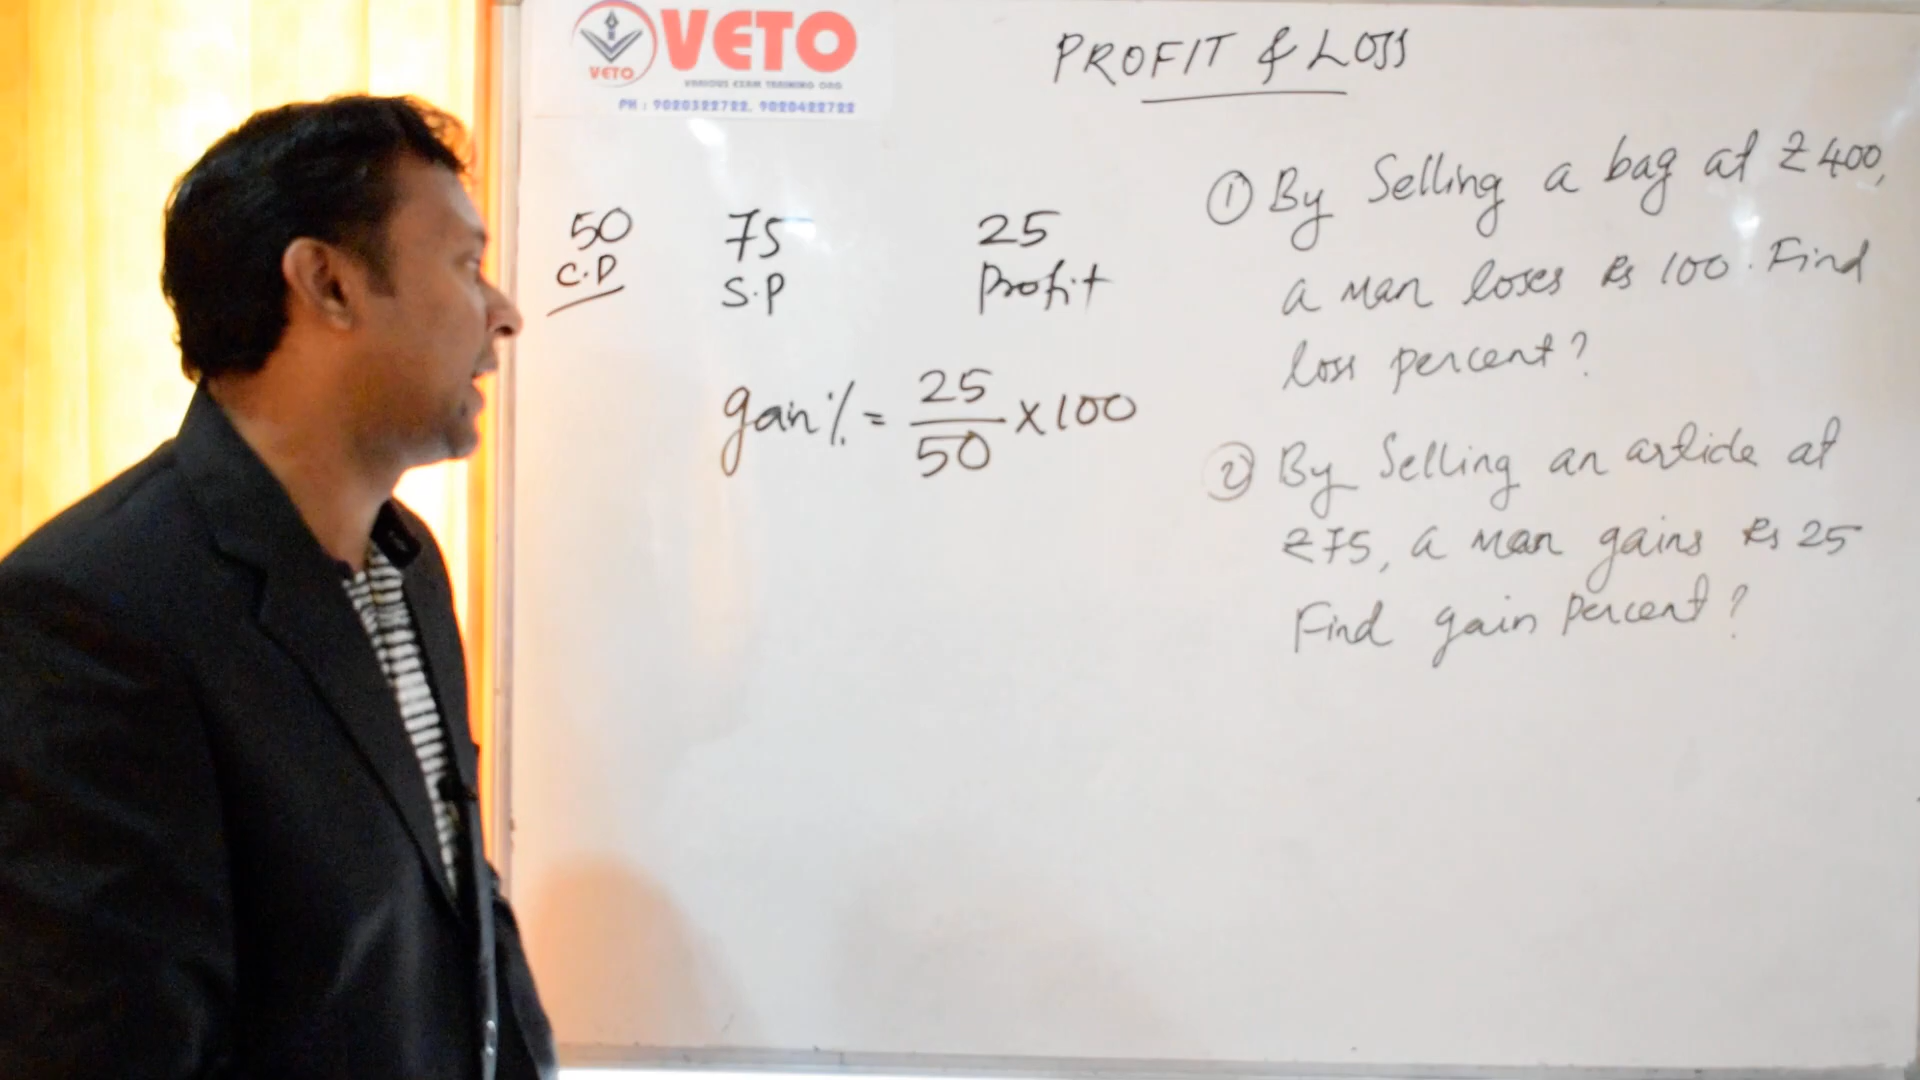 VETO
VETO
VARIOUS EXAM TRAINING ORG
PH : 9020322722, 9020422722
PROFIT & LOSS
50 75 25
C.P S.P Profit
gain% = 25/50 × 100
① By Selling a bag at ₹400,
a man loses Rs 100. Find
loss percent?
② By Selling an article at
₹75, a man gains Rs 25
Find gain percent?